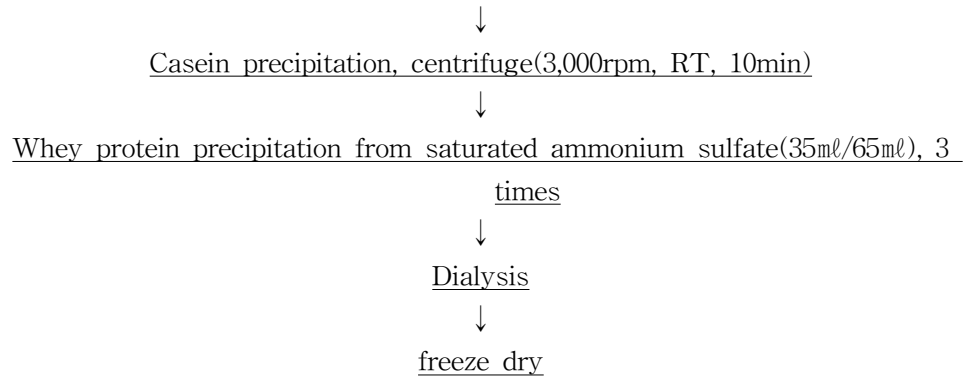 ↓
Casein precipitation, centrifuge(3,000rpm, RT, 10min)
↓
Whey protein precipitation from saturated ammonium sulfate(35㎖/65㎖), 3
times
↓
Dialysis
↓
freeze dry